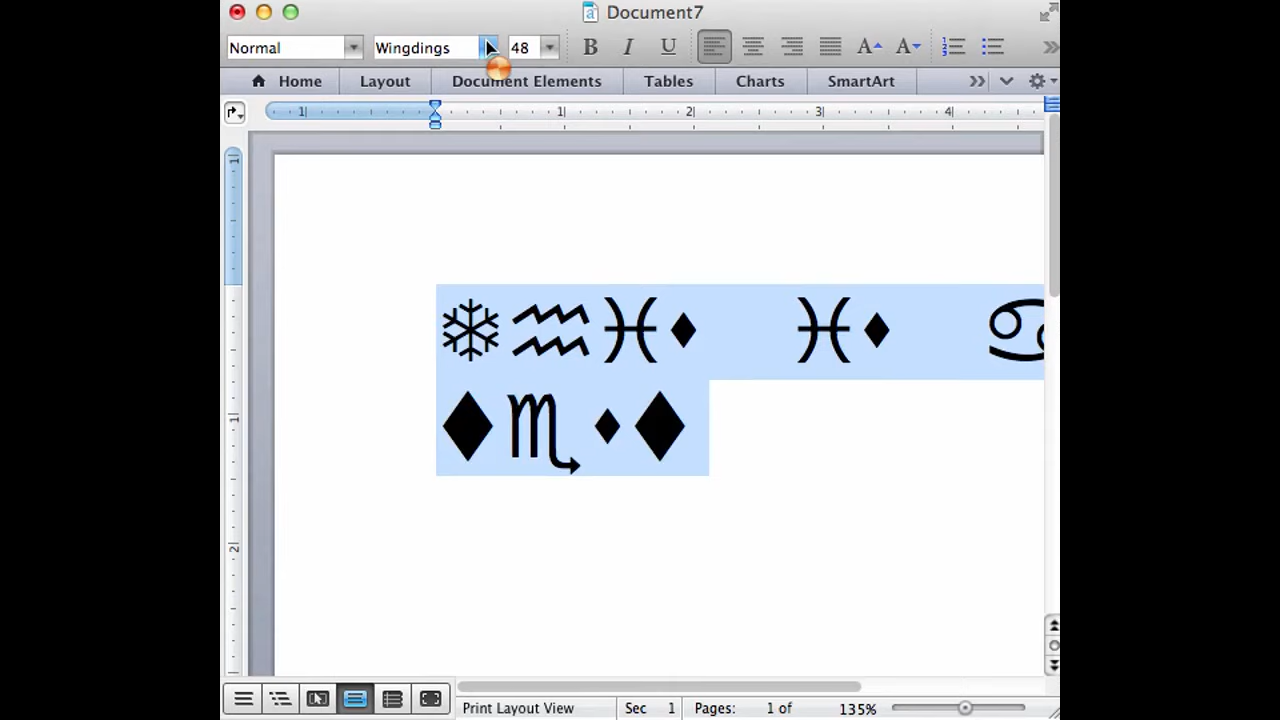 Document7
Normal Wingdings 48 B I U A A
Home Layout Document Elements Tables Charts SmartArt
1 1 2 3 4
1
❄♒♓⬧ ♓⬧ ♋
⧫♏⬧⧫
1
2
Print Layout View Sec 1 Pages: 1 of 135%